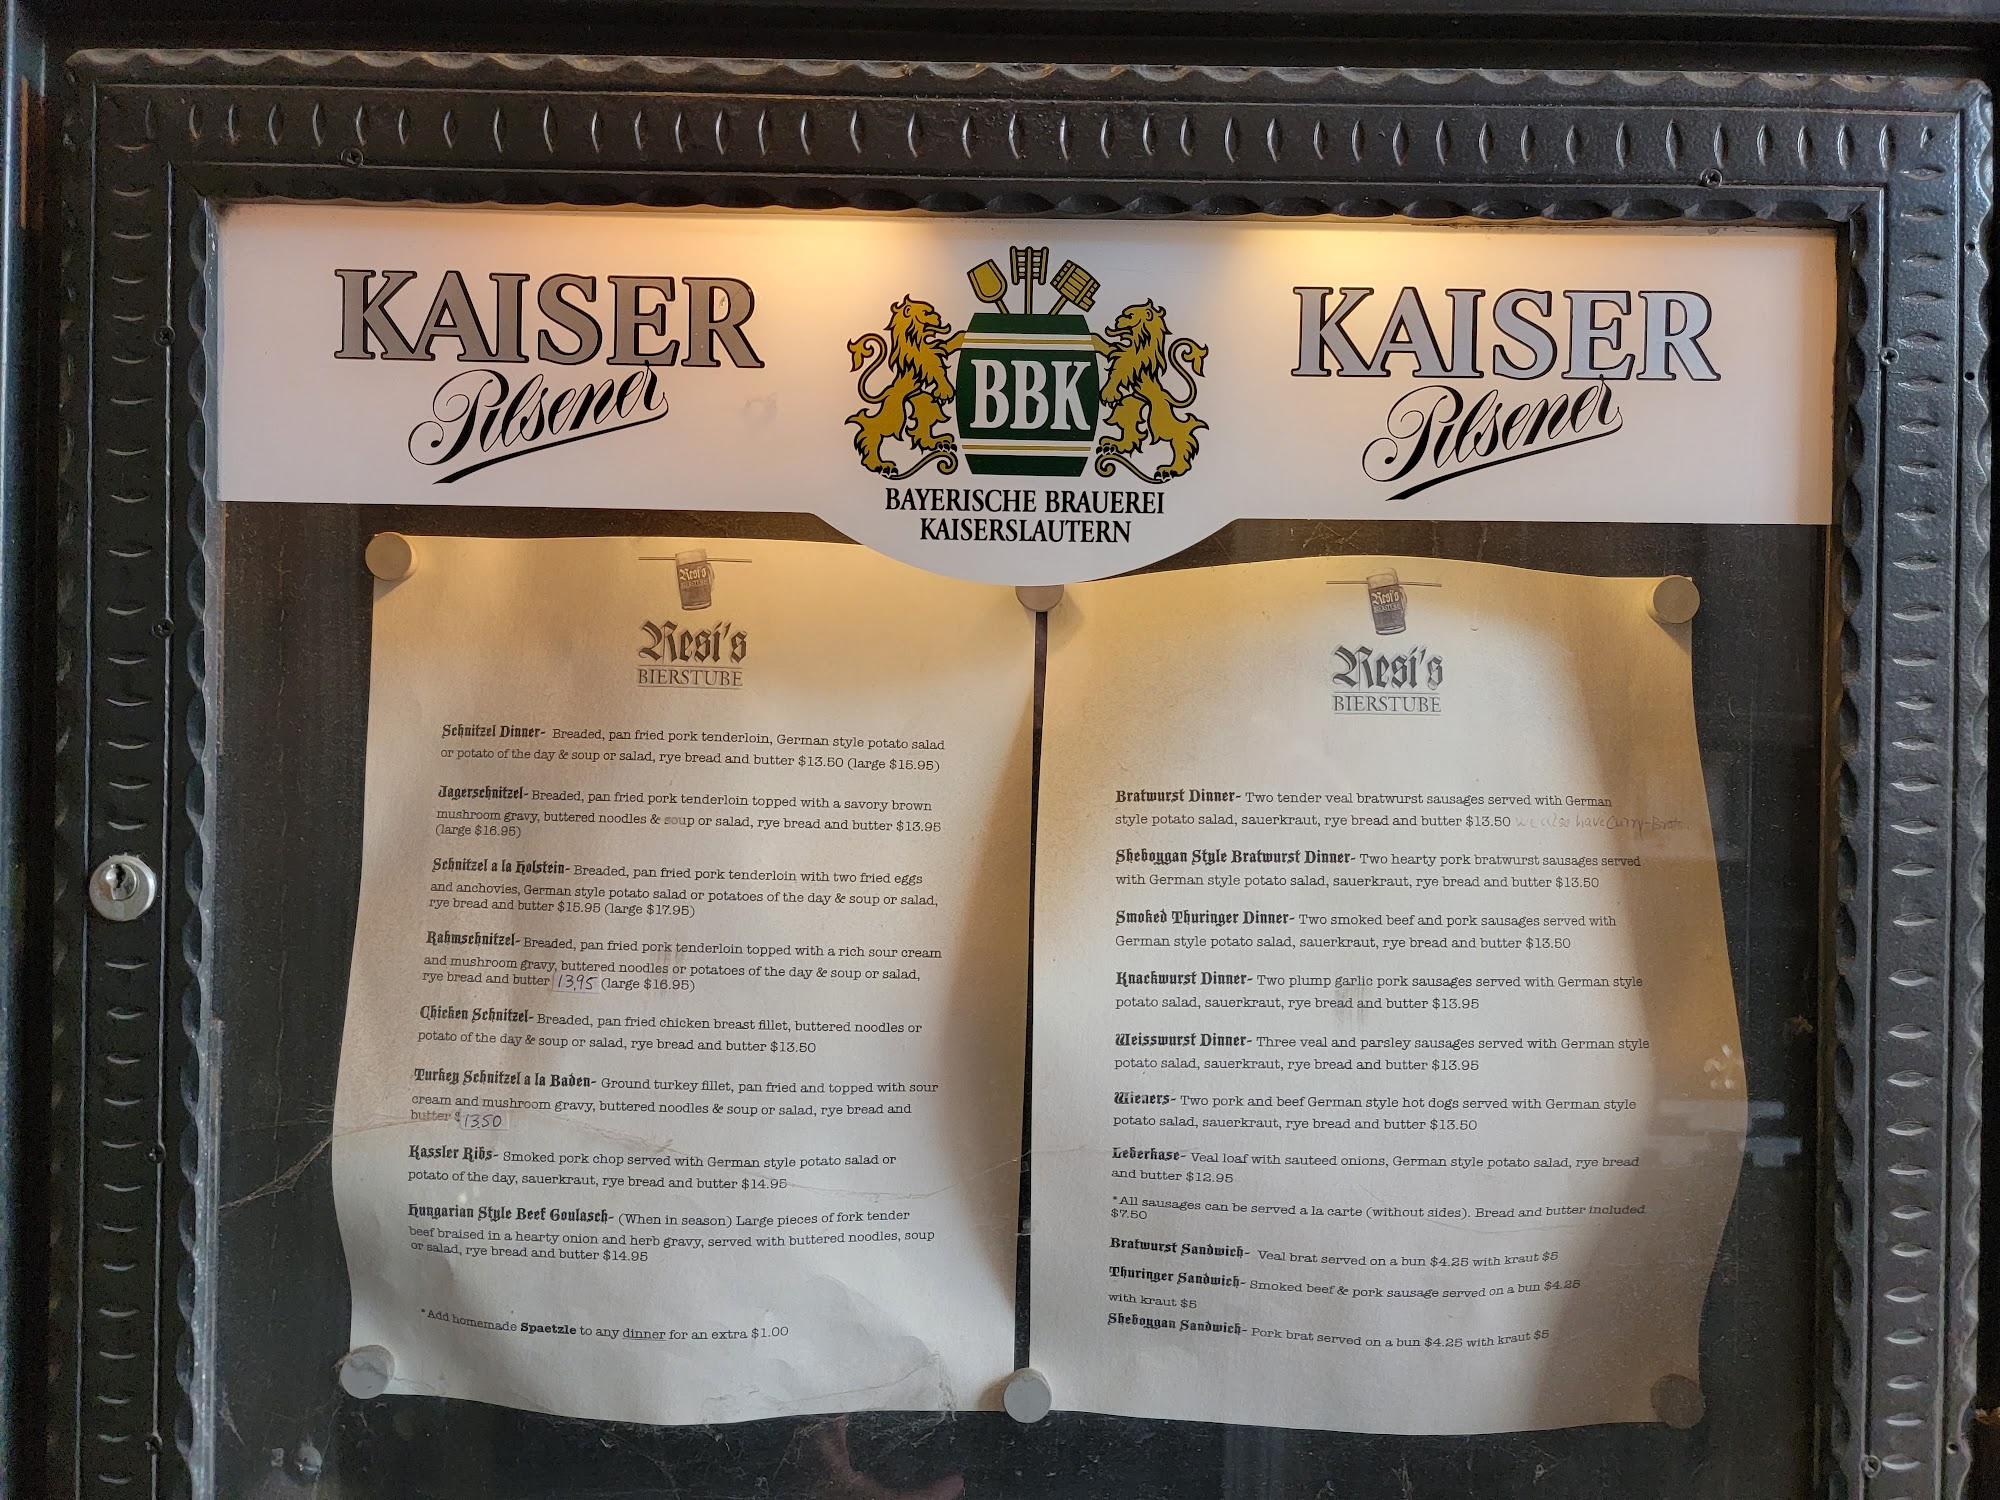 KAISER
Pilsener
BBK
BAYERISCHE BRAUEREI
KAISERSLAUTERN
KAISER
Pilsener
Resi's
Resi's
BIERSTUBE
Schnitzel Dinner- Breaded, pan fried pork tenderloin, German style potato salad
or potato of the day & soup or salad, rye bread and butter $13.50 (large $15.95)
Jagerschnitzel- Breaded, pan fried pork tenderloin topped with a savory brown
mushroom gravy, buttered noodles & soup or salad, rye bread and butter $13.95
(large $16.95)
Schnitzel a la Holstein- Breaded, pan fried pork tenderloin with two fried eggs
and anchovies, German style potato salad or potatoes of the day & soup or salad,
rye bread and butter $15.95 (large $17.95)
Rahmschnitzel- Breaded, pan fried pork tenderloin topped with a rich sour cream
and mushroom gravy, buttered noodles or potatoes of the day & soup or salad,
rye bread and butter 13,95 (large $16.95)
Chicken Schnitzel- Breaded, pan fried chicken breast fillet, buttered noodles or
potato of the day & soup or salad, rye bread and butter $13.50
Turkey Schnitzel a la Baden- Ground turkey fillet, pan fried and topped with sour
cream and mushroom gravy, buttered noodles & soup or salad, rye bread and
butter $13.50
Kassler Ribs- Smoked pork chop served with German style potato salad or
potato of the day, sauerkraut, rye bread and butter $14.95
Hungarian Style Beef Goulasch- (When in season) Large pieces of fork tender
beef braised in a hearty onion and herb gravy, served with buttered noodles, soup
or salad, rye bread and butter $14.95
*Add homemade Spaetzle to any dinner for an extra $1.00
Resi's
Resi's
BIERSTUBE
Bratwurst Dinner- Two tender veal bratwurst sausages served with German
style potato salad, sauerkraut, rye bread and butter $13.50 we also have Curry-Brats
Sheboygan Style Bratwurst Dinner- Two hearty pork bratwurst sausages served
with German style potato salad, sauerkraut, rye bread and butter $13.50
Smoked Thuringer Dinner- Two smoked beef and pork sausages served with
German style potato salad, sauerkraut, rye bread and butter $13.50
Knackwurst Dinner- Two plump garlic pork sausages served with German style
potato salad, sauerkraut, rye bread and butter $13.95
Weisswurst Dinner- Three veal and parsley sausages served with German style
potato salad, sauerkraut, rye bread and butter $13.95
Wieners- Two pork and beef German style hot dogs served with German style
potato salad, sauerkraut, rye bread and butter $13.50
Leberkase- Veal loaf with sauteed onions, German style potato salad, rye bread
and butter $12.95
*All sausages can be served a la carte (without sides). Bread and butter included
$7.50
Bratwurst Sandwich- Veal brat served on a bun $4.25 with kraut $5
Thuringer Sandwich- Smoked beef & pork sausage served on a bun $4.25
with kraut $5
Sheboygan Sandwich- Pork brat served on a bun $4.25 with kraut $5